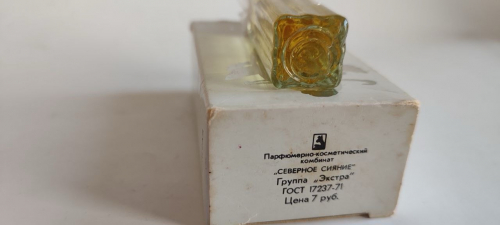 Парфюмерно-косметический
комбинат
„СЕВЕРНОЕ СИЯНИЕ"
Группа „Экстра"
ГОСТ 17237-71
Цена 7 руб.